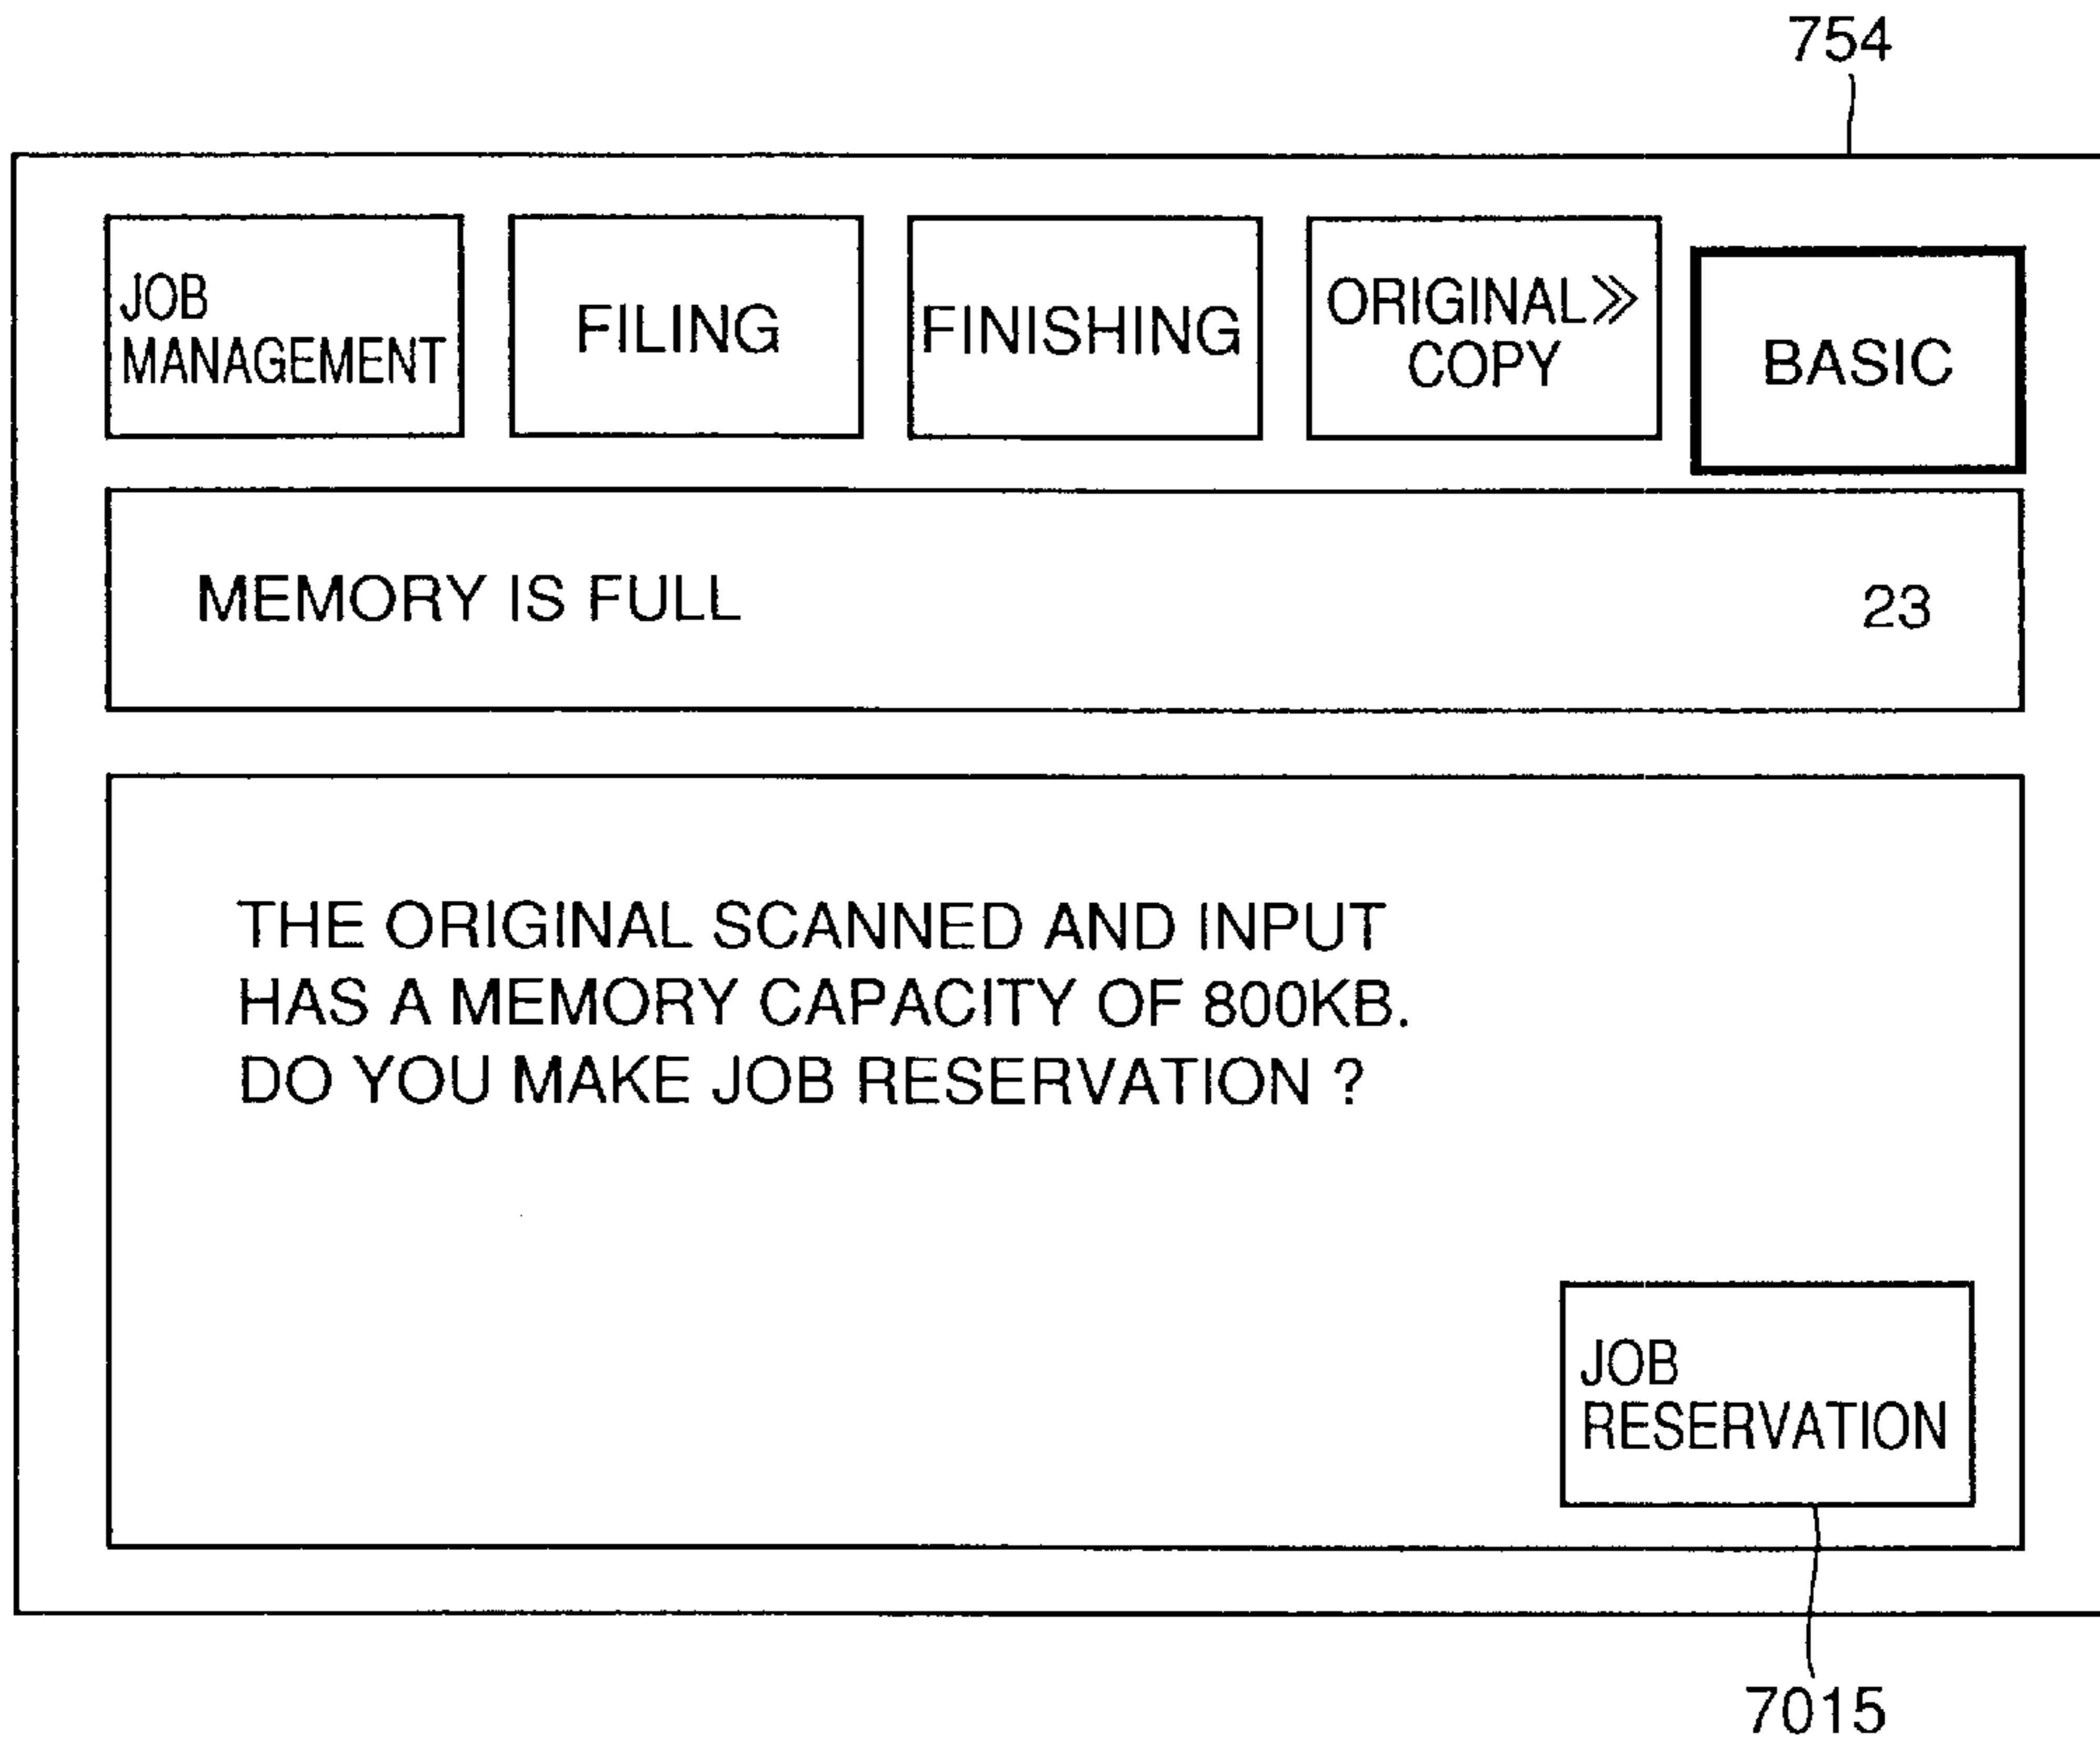 754
JOB
MANAGEMENT
FILING
FINISHING
ORIGINAL≫
COPY
BASIC
MEMORY IS FULL 23
THE ORIGINAL SCANNED AND INPUT
HAS A MEMORY CAPACITY OF 800KB.
DO YOU MAKE JOB RESERVATION ?
JOB
RESERVATION
7015